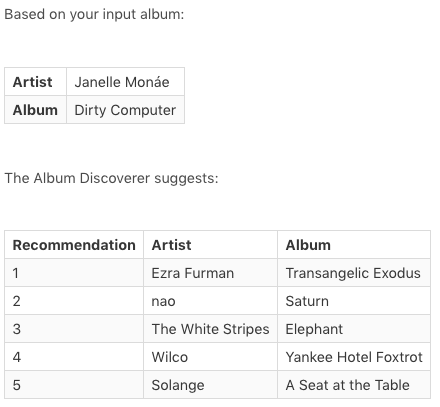 Based on your input album:
Artist Janelle Monáe
Album Dirty Computer
The Album Discoverer suggests:
Recommendation Artist Album
1 Ezra Furman Transangelic Exodus
2 nao Saturn
3 The White Stripes Elephant
4 Wilco Yankee Hotel Foxtrot
5 Solange A Seat at the Table